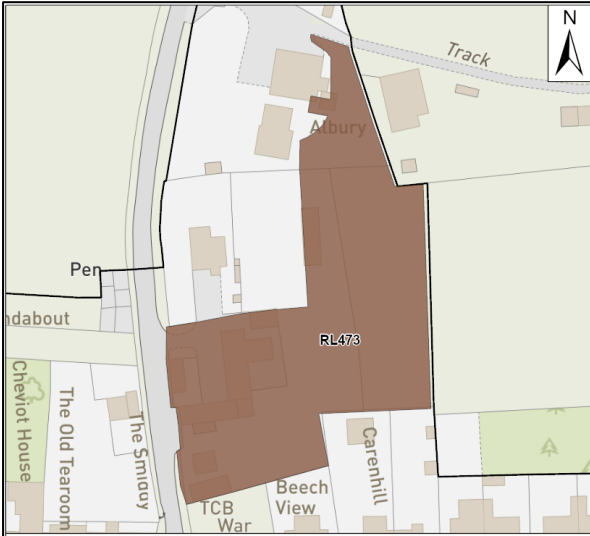 N
Track
Albury
Pen
ndabout
RL473
Cheviot House
The Old Tearoom
The Smiddy
Carenhill
Beech
View
TCB
War